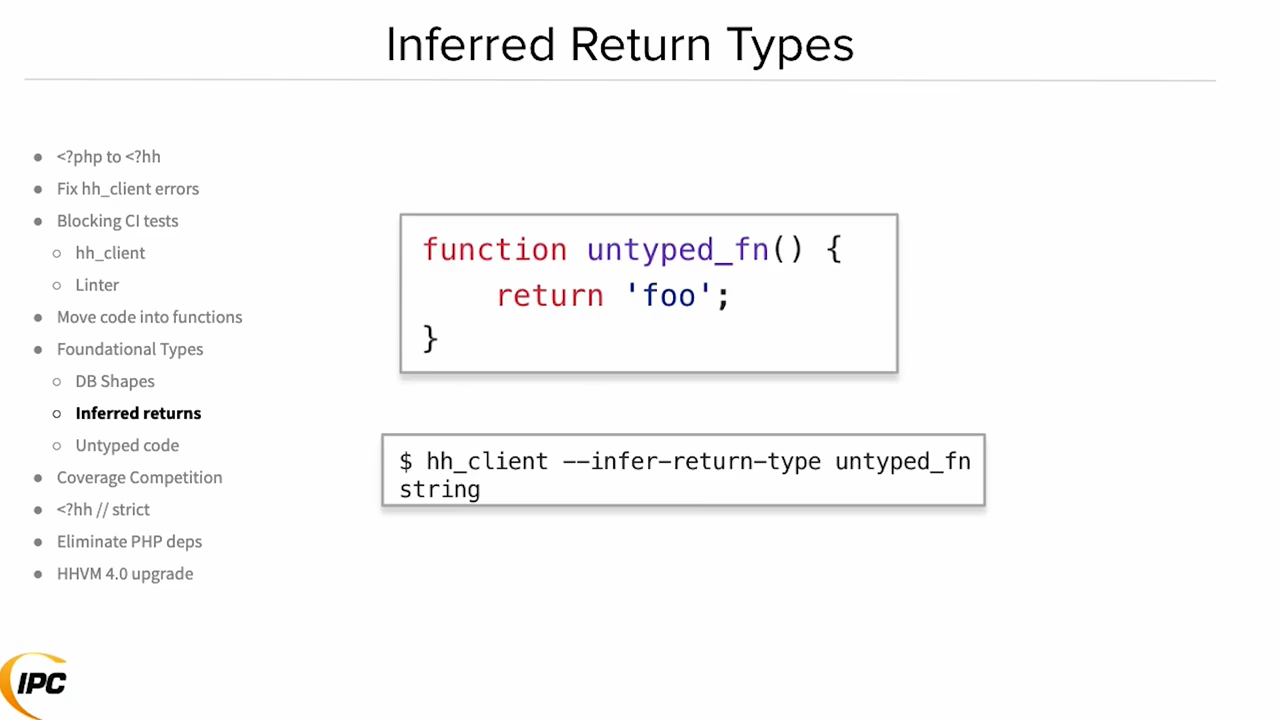 Inferred Return Types
● <?php to <?hh
● Fix hh_client errors
● Blocking CI tests
○ hh_client
○ Linter
● Move code into functions
● Foundational Types
○ DB Shapes
○ Inferred returns
○ Untyped code
● Coverage Competition
● <?hh // strict
● Eliminate PHP deps
● HHVM 4.0 upgrade
function untyped_fn() {
    return 'foo';
}
$ hh_client --infer-return-type untyped_fn
string
IPC